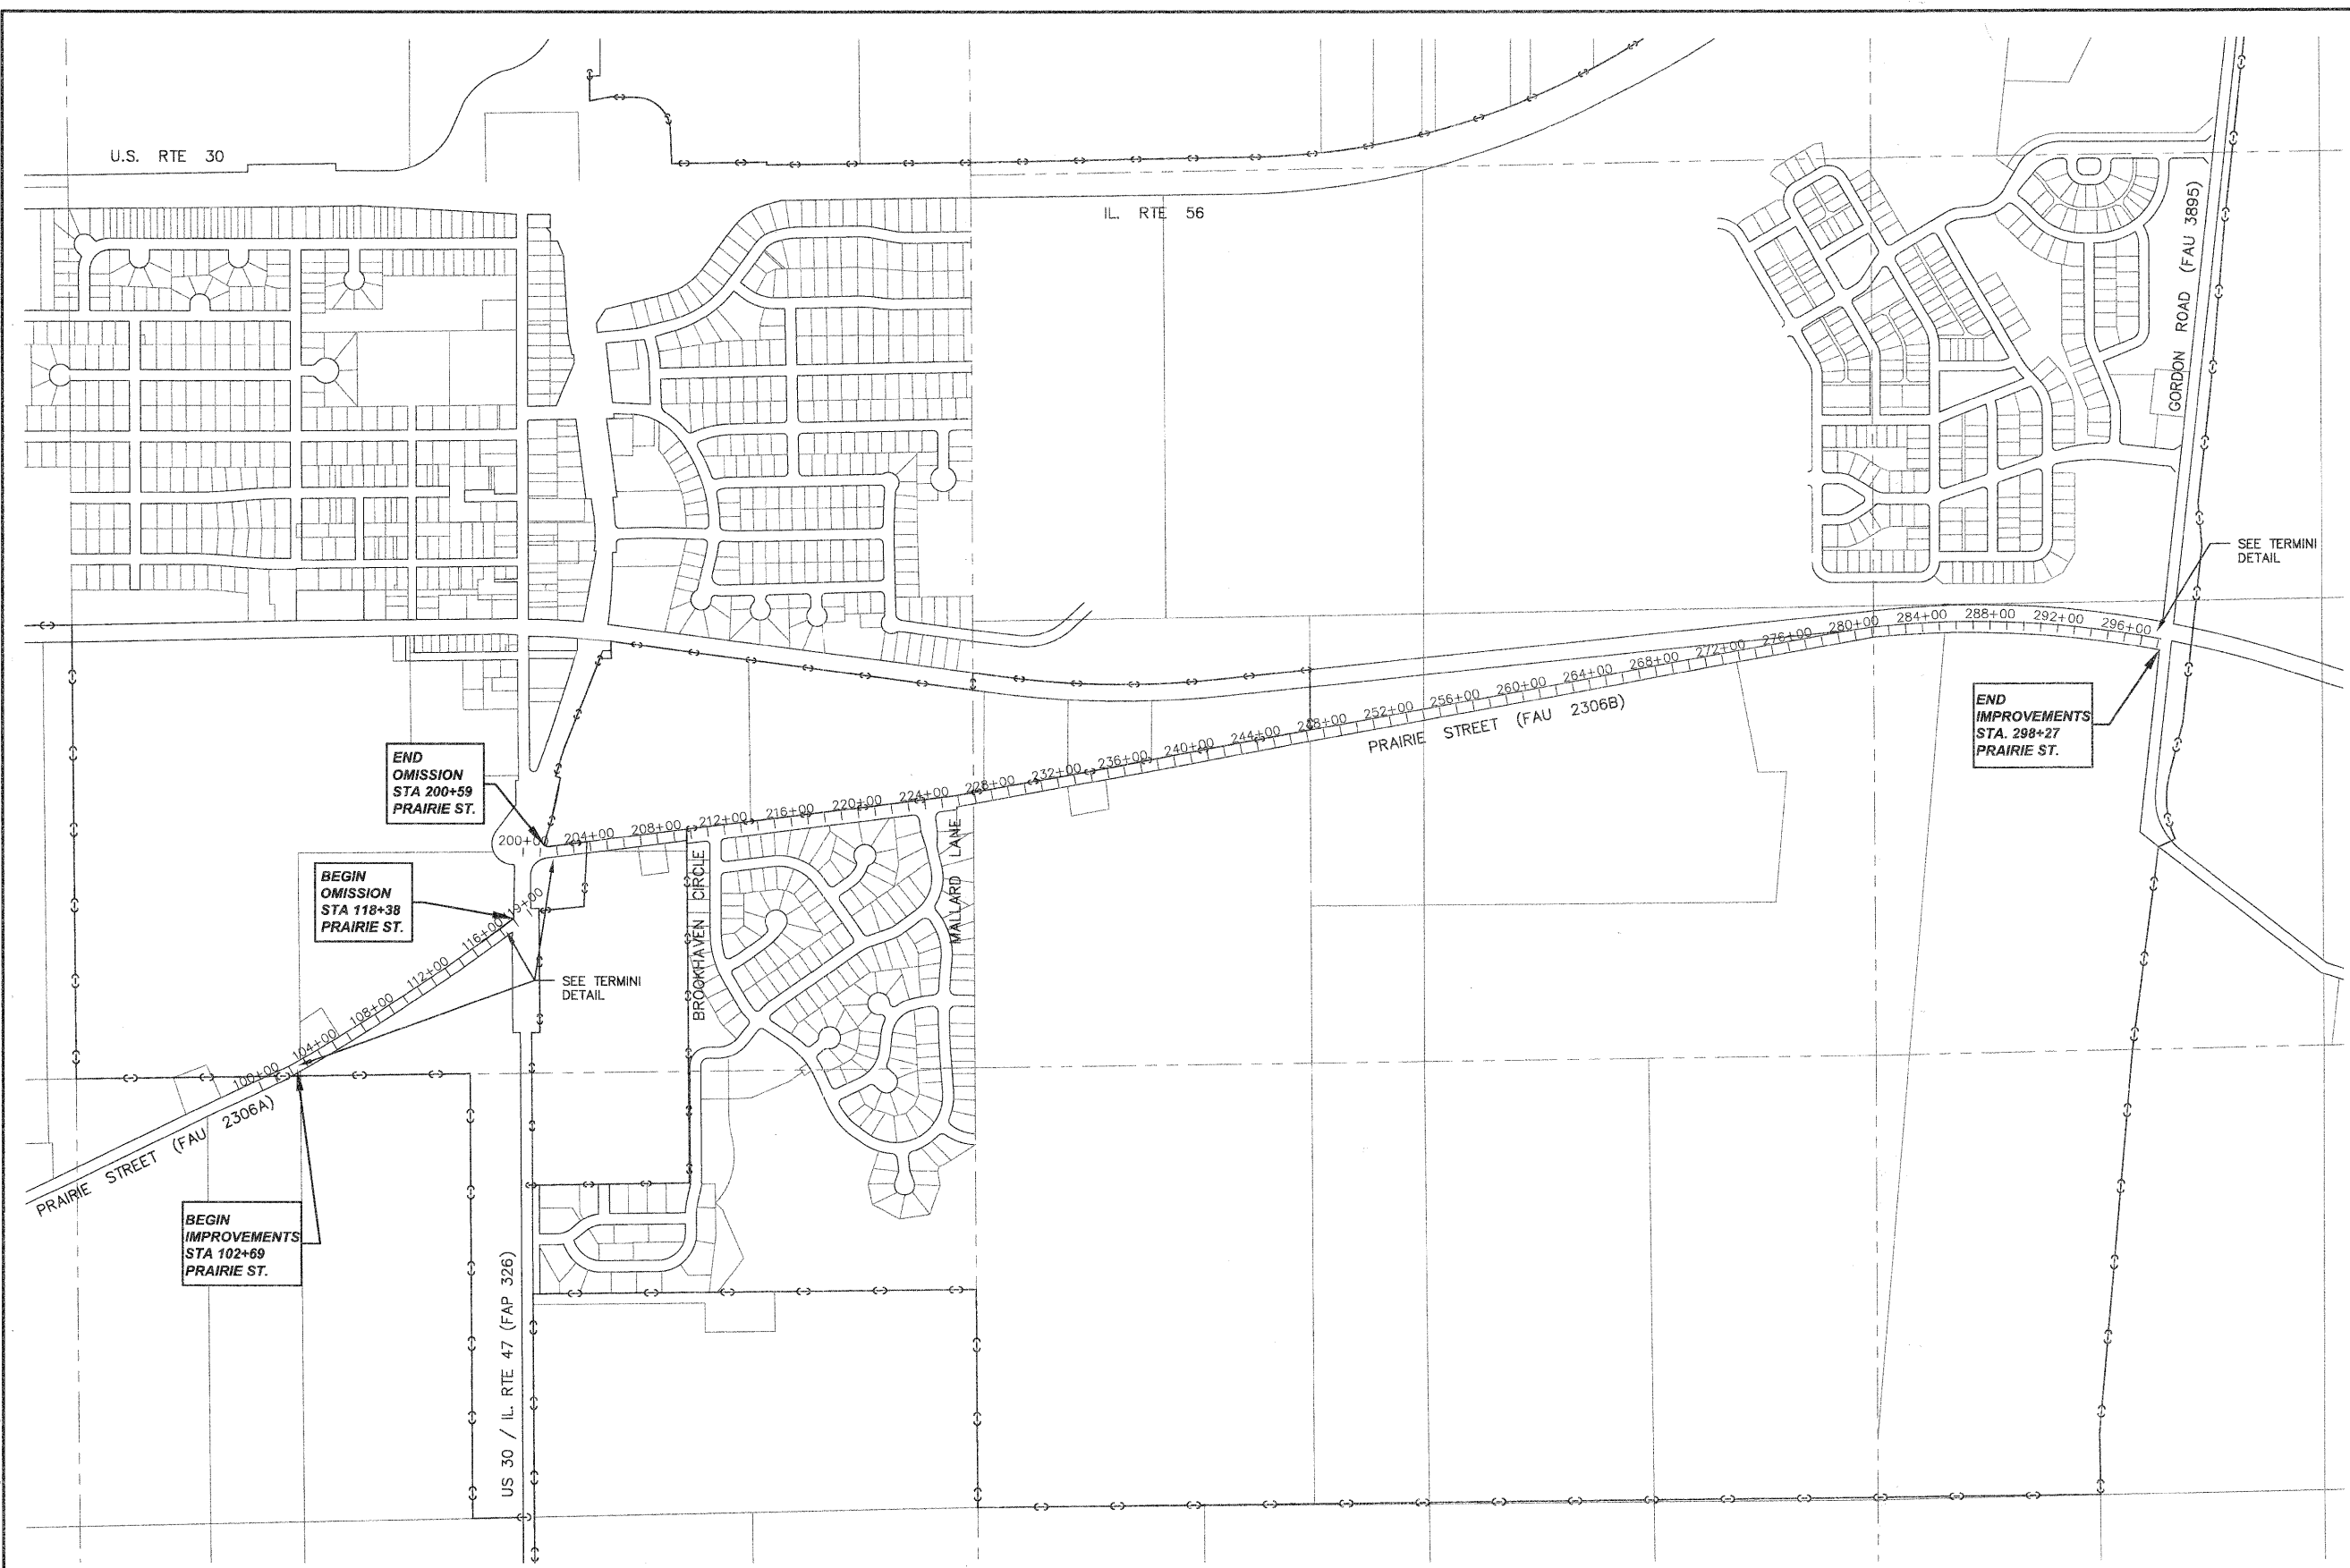 U.S. RTE 30
IL. RTE 56
GORDON ROAD (FAU 3895)
SEE TERMINI
DETAIL
200+00
204+00
208+00
212+00
216+00
220+00
224+00
228+00
232+00
236+00
240+00
244+00
248+00
252+00
256+00
260+00
264+00
268+00
272+00
276+00
280+00
284+00
288+00
292+00
296+00
PRAIRIE STREET (FAU 2306B)
END
IMPROVEMENTS
STA. 298+27
PRAIRIE ST.
END
OMISSION
STA 200+59
PRAIRIE ST.
BEGIN
OMISSION
STA 118+38
PRAIRIE ST.
BROOKHAVEN CIRCLE
MALLARD LANE
100+00
104+00
108+00
112+00
116+00
119+00
SEE TERMINI
DETAIL
PRAIRIE STREET (FAU 2306A)
BEGIN
IMPROVEMENTS
STA 102+69
PRAIRIE ST.
US 30 / IL. RTE 47 (FAP 326)